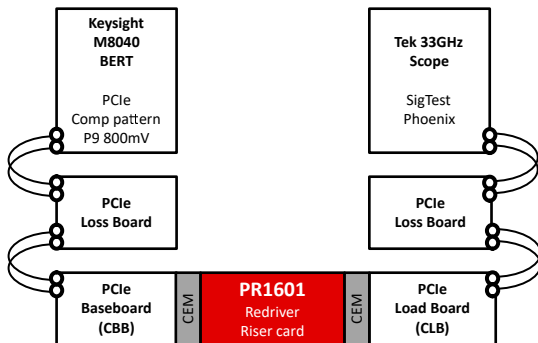 Keysight
M8040
BERT
PCIe
Comp pattern
P9 800mV
Tek 33GHz
Scope
SigTest
Phoenix
PCIe
Loss Board
PCIe
Loss Board
PCIe
Baseboard
(CBB)
CEM
PR1601
Redriver
Riser card
CEM
PCIe
Load Board
(CLB)